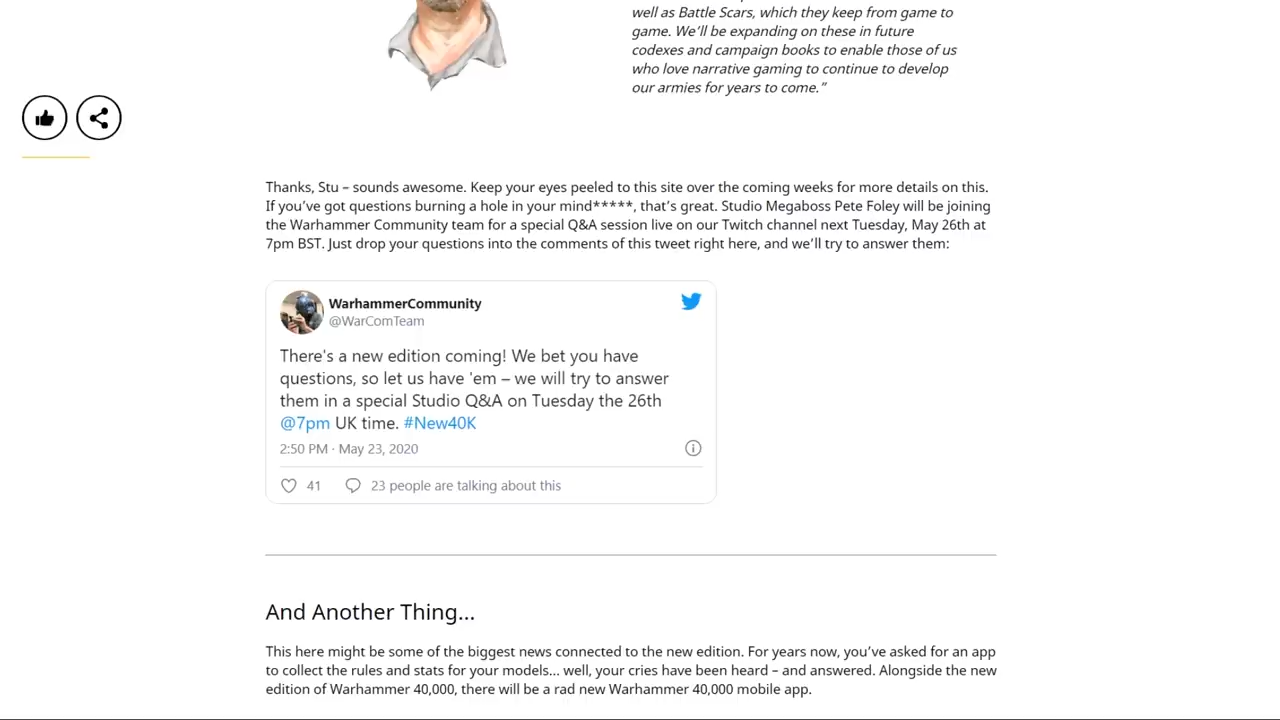 well as Battle Scars, which they keep from game to
game. We’ll be expanding on these in future
codexes and campaign books to enable those of us
who love narrative gaming to continue to develop
our armies for years to come.”
Thanks, Stu – sounds awesome. Keep your eyes peeled to this site over the coming weeks for more details on this.
If you’ve got questions burning a hole in your mind*****, that’s great. Studio Megaboss Pete Foley will be joining
the Warhammer Community team for a special Q&A session live on our Twitch channel next Tuesday, May 26th at
7pm BST. Just drop your questions into the comments of this tweet right here, and we’ll try to answer them:
WarhammerCommunity
@WarComTeam
There's a new edition coming! We bet you have
questions, so let us have 'em – we will try to answer
them in a special Studio Q&A on Tuesday the 26th
@7pm UK time. #New40K
2:50 PM · May 23, 2020
41 23 people are talking about this
And Another Thing…
This here might be some of the biggest news connected to the new edition. For years now, you’ve asked for an app
to collect the rules and stats for your models… well, your cries have been heard – and answered. Alongside the new
edition of Warhammer 40,000, there will be a rad new Warhammer 40,000 mobile app.